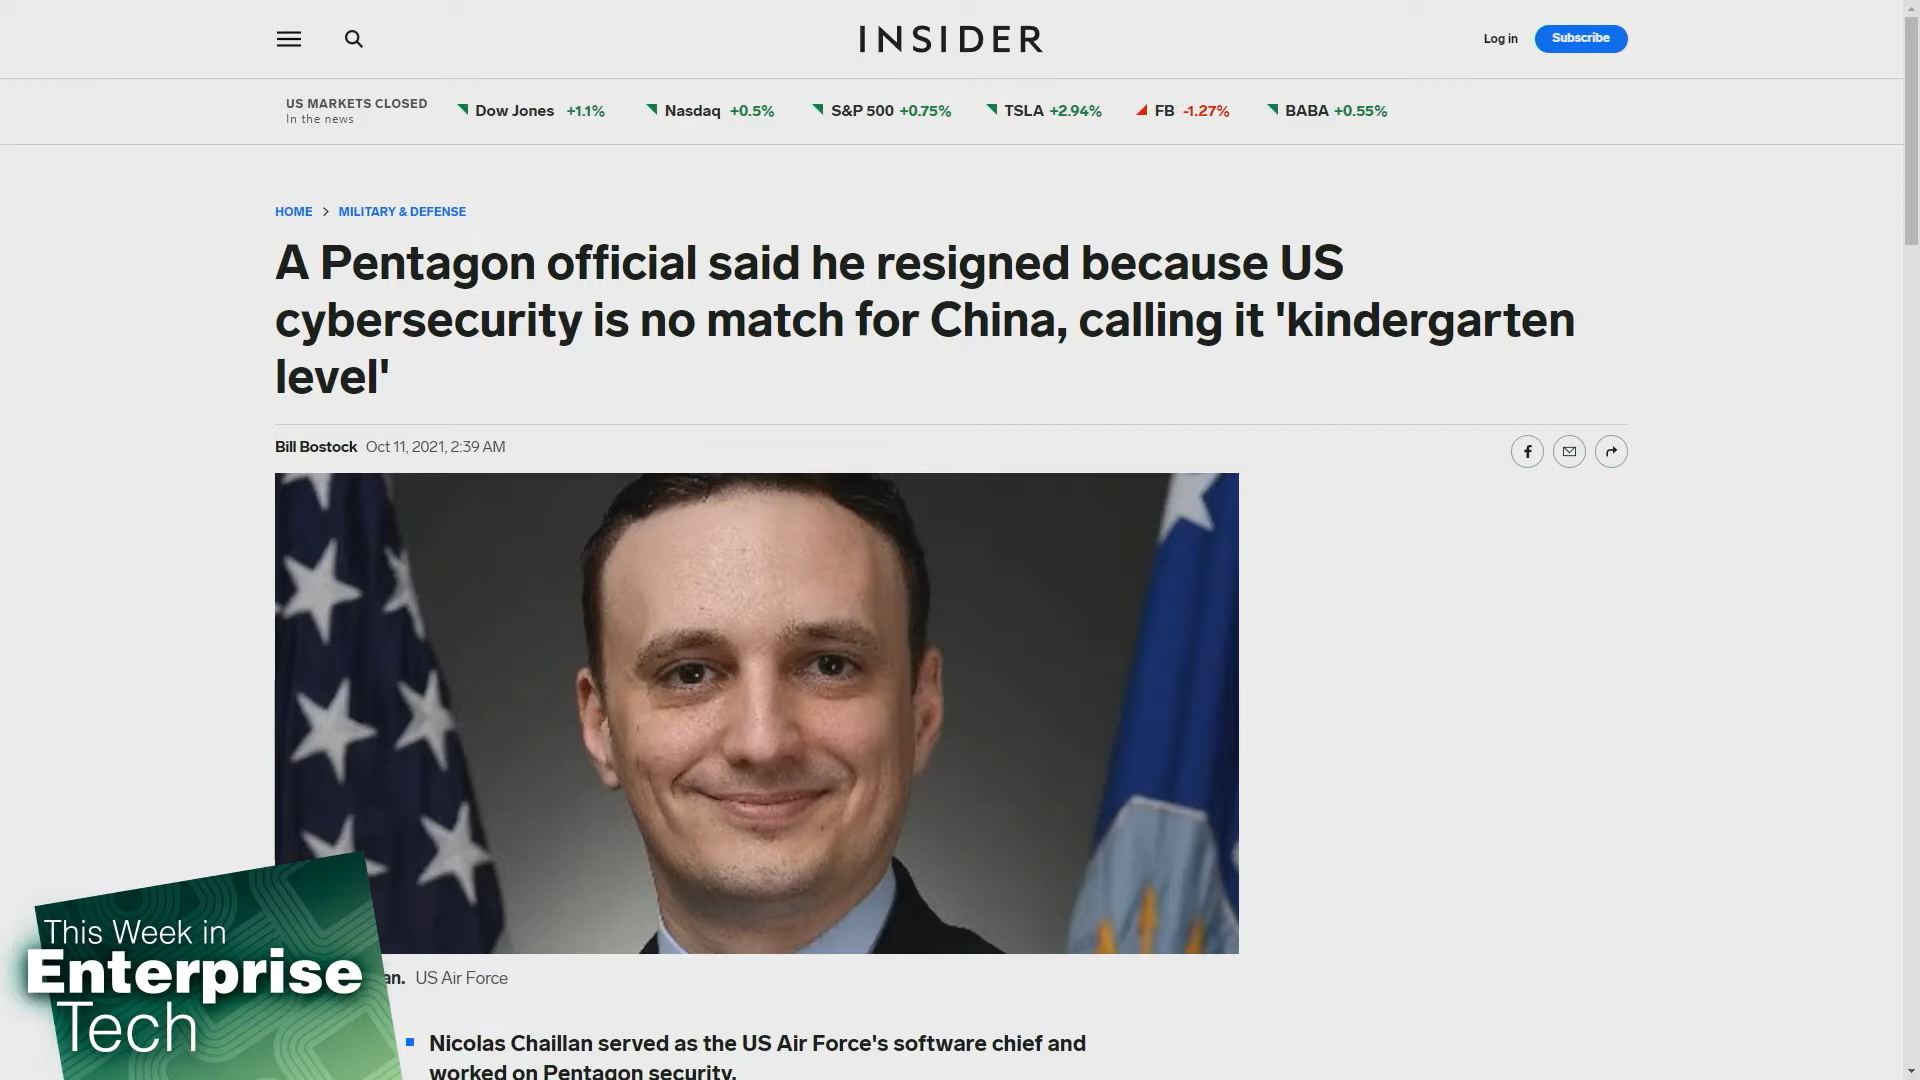 INSIDER
Log in
Subscribe
US MARKETS CLOSED
In the news
Dow Jones +1.1%
Nasdaq +0.5%
S&P 500 +0.75%
TSLA +2.94%
FB -1.27%
BABA +0.55%
HOME > MILITARY & DEFENSE
A Pentagon official said he resigned because US
cybersecurity is no match for China, calling it 'kindergarten
level'
Bill Bostock Oct 11, 2021, 2:39 AM
an. US Air Force
Nicolas Chaillan served as the US Air Force's software chief and
worked on Pentagon security.
This Week in
Enterprise
Tech